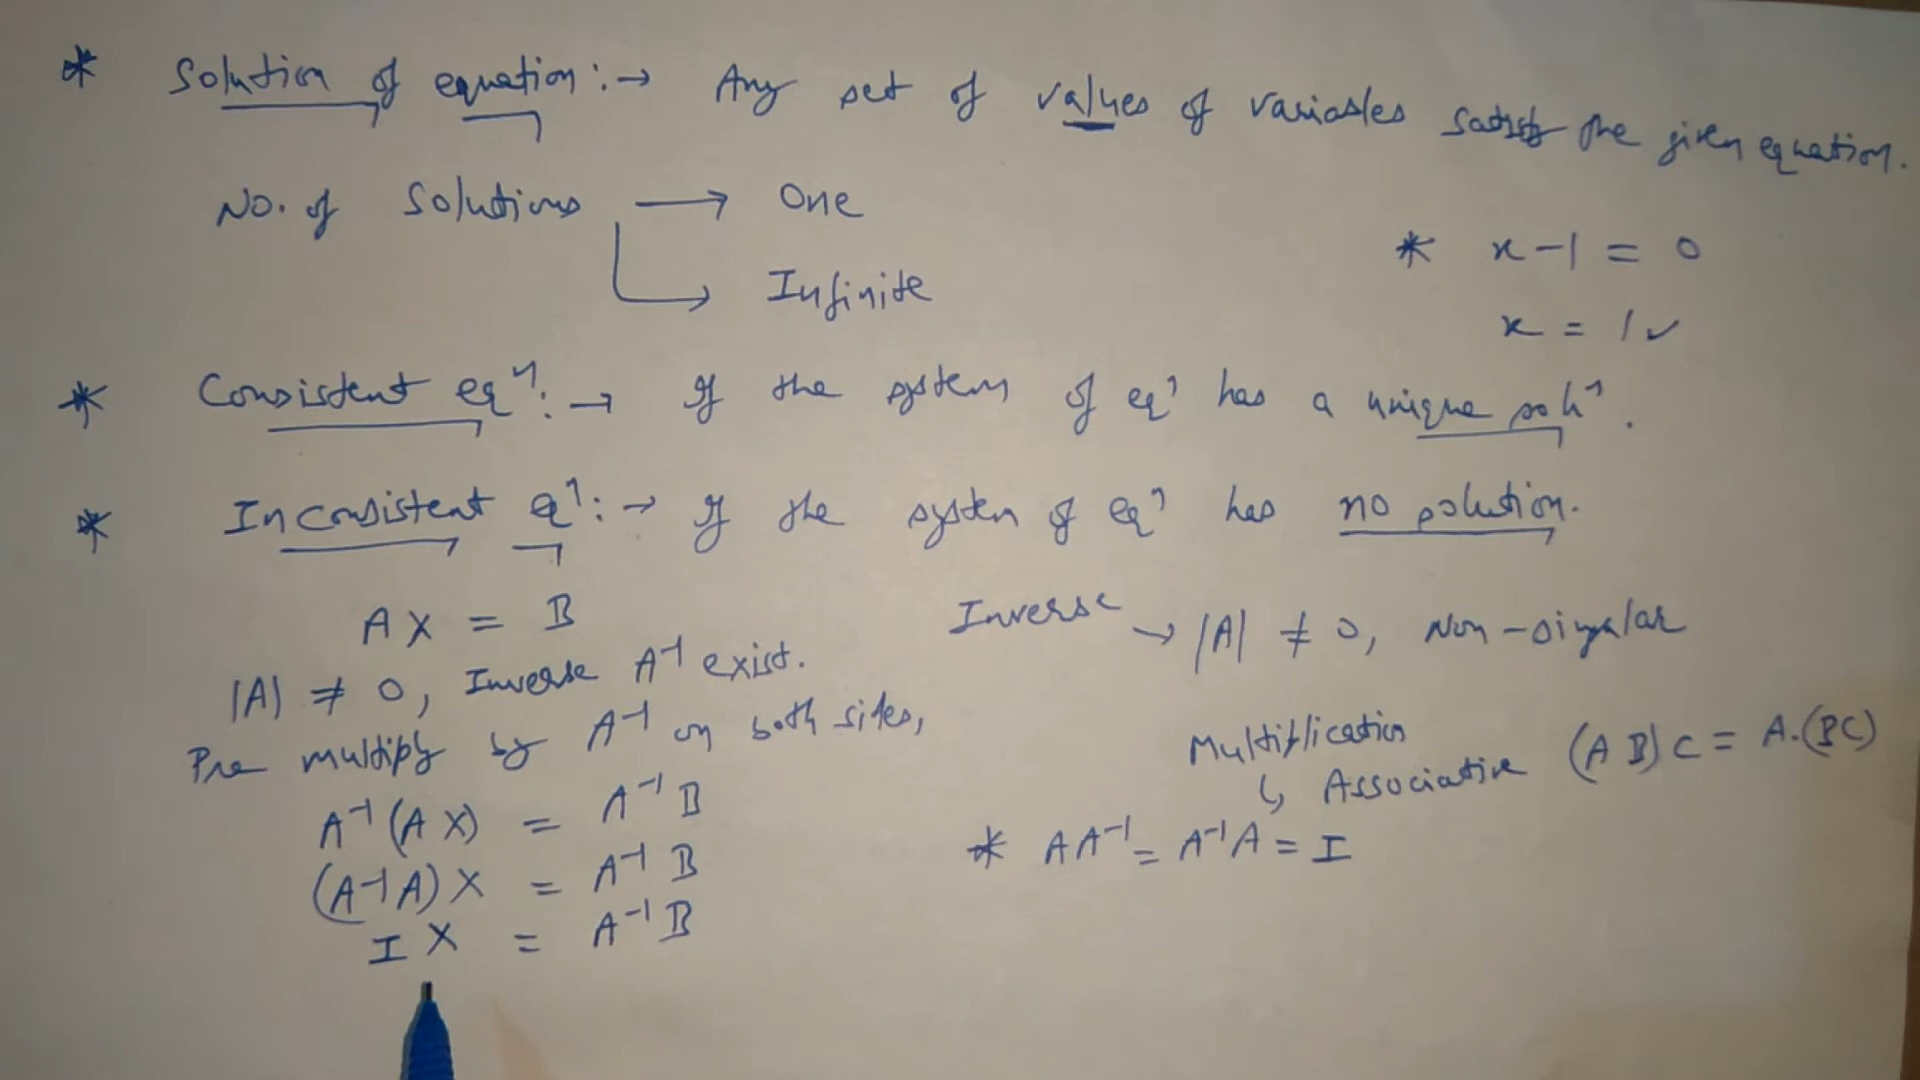 * Solution of equation :→ Any set of values of variables satisfy the given equation.
No. of Solutions → One
→ Infinite
* x - 1 = 0
x = 1 ✓
* Consistent eqⁿ :→ If the system of eqⁿ has a unique solⁿ.
* Inconsistent eqⁿ :→ If the system of eqⁿ has no solution.
AX = B
|A| ≠ 0, Inverse A⁻¹ exist.
Pre multiply by A⁻¹ on both sides,
A⁻¹(AX) = A⁻¹B
(A⁻¹A)X = A⁻¹B
IX = A⁻¹B
Inverse → |A| ≠ 0, Non-singular
Multiplication
↳ Associative (AB)C = A.(BC)
* AA⁻¹ = A⁻¹A = I